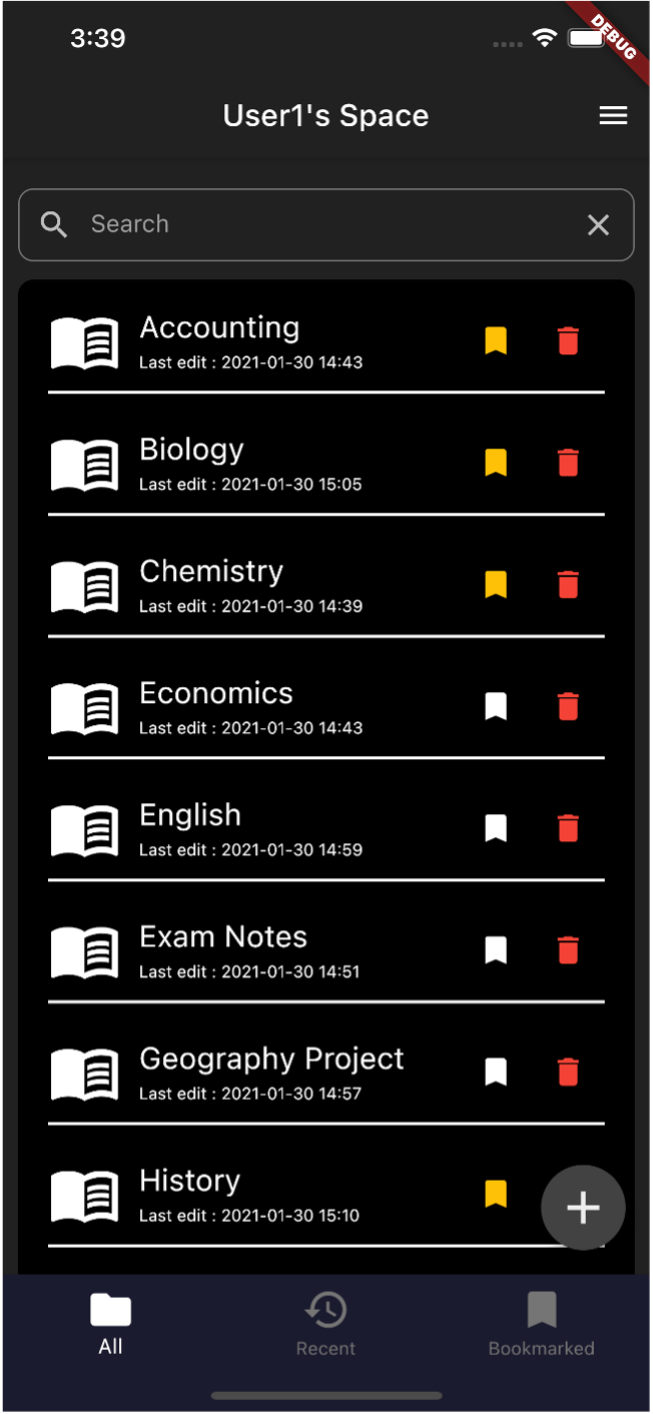 3:39
DEBUG
User1's Space
Search
Accounting
Last edit : 2021-01-30 14:43
Biology
Last edit : 2021-01-30 15:05
Chemistry
Last edit : 2021-01-30 14:39
Economics
Last edit : 2021-01-30 14:43
English
Last edit : 2021-01-30 14:59
Exam Notes
Last edit : 2021-01-30 14:51
Geography Project
Last edit : 2021-01-30 14:57
History
Last edit : 2021-01-30 15:10
All
Recent
Bookmarked